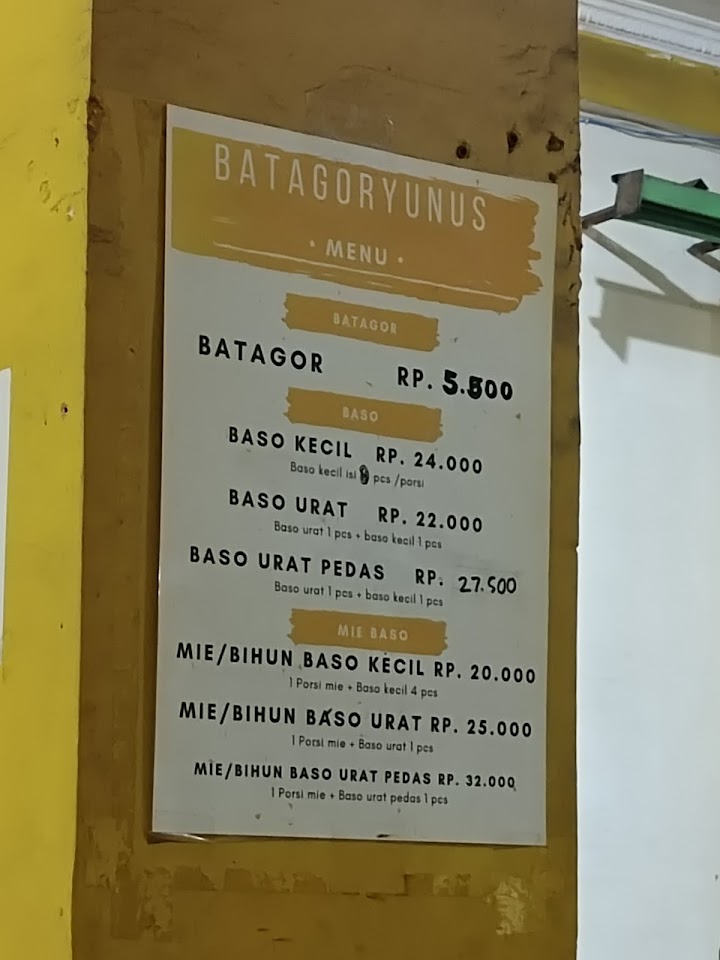 BATAGORYUNUS
• MENU •
BATAGOR
BATAGOR RP. 5.500
BASO
BASO KECIL RP. 24.000
Baso kecil isi 8 pcs /porsi
BASO URAT RP. 22.000
Baso urat 1 pcs + baso kecil 1 pcs
BASO URAT PEDAS RP. 27.500
Baso urat 1 pcs + baso kecil 1 pcs
MIE BASO
MIE/BIHUN BASO KECIL RP. 20.000
1 Porsi mie + Baso kecil 4 pcs
MIE/BIHUN BASO URAT RP. 25.000
1 Porsi mie + Baso urat 1 pcs
MIE/BIHUN BASO URAT PEDAS RP. 32.000
1 Porsi mie + Baso urat pedas 1 pcs